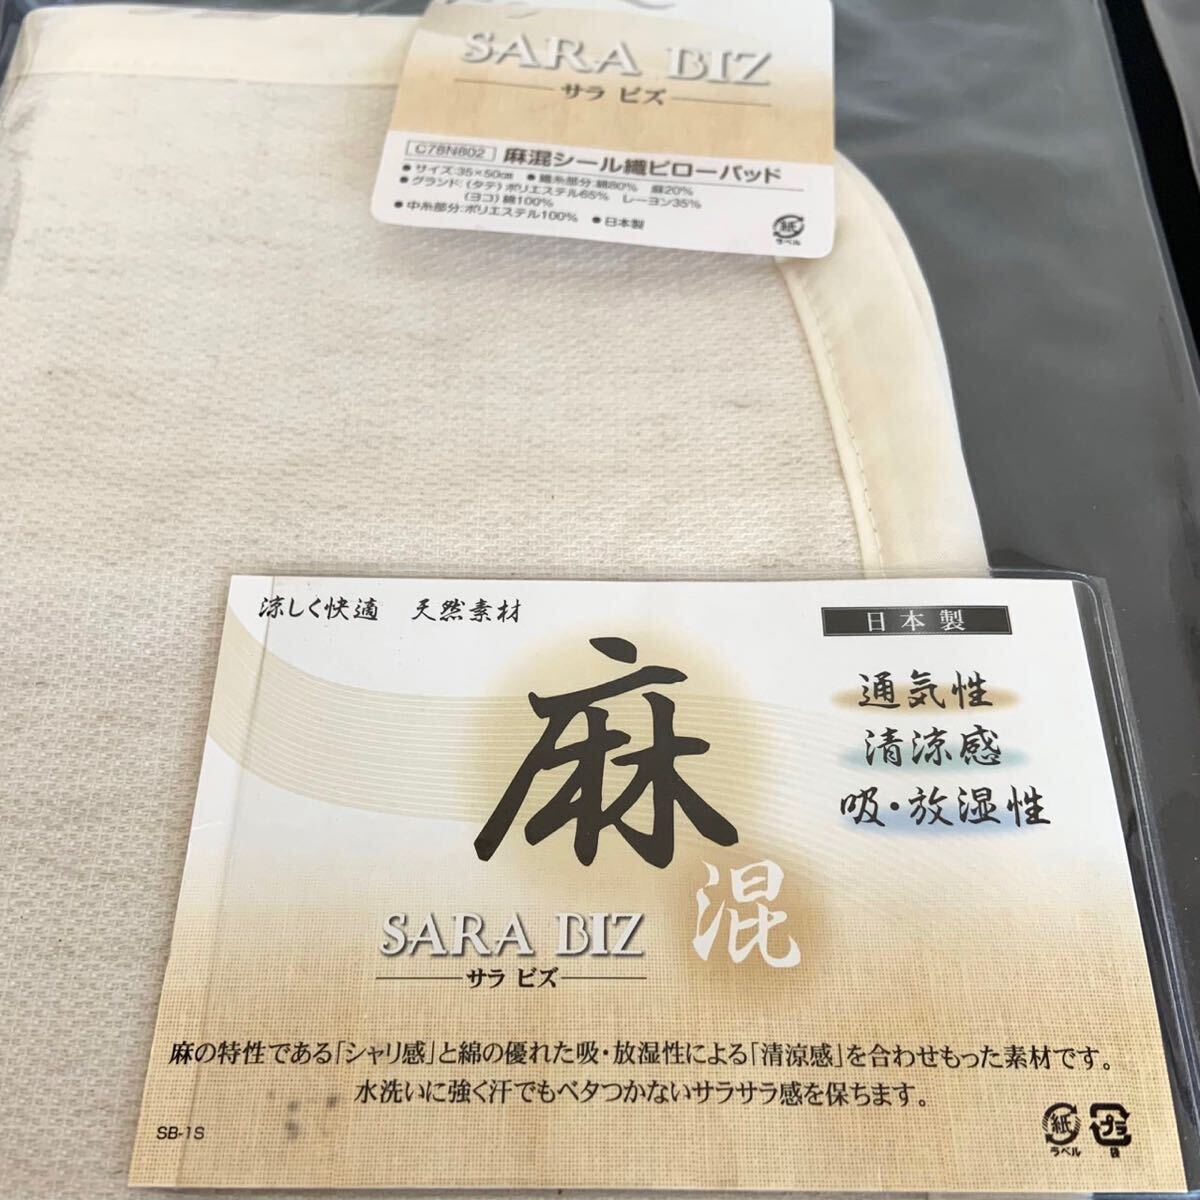 SARA BIZ
サラ ビズ
C78N802 麻混シール織ピローパッド
●サイズ:35×50㎝ ●織糸部分:綿80% 麻20%
●グランド:(タテ)ポリエステル65% レーヨン35%
(ヨコ)綿100%
●中糸部分:ポリエステル100% ●日本製
紙
ラベル
涼しく快適 天然素材
日本製
麻
混
通気性
清涼感
吸・放湿性
SARA BIZ
サラ ビズ
麻の特性である「シャリ感」と綿の優れた吸・放湿性による「清涼感」を合わせもった素材です。
水洗いに強く汗でもベタつかないサラサラ感を保ちます。
SB-1S
紙
ラベル
プラ
袋